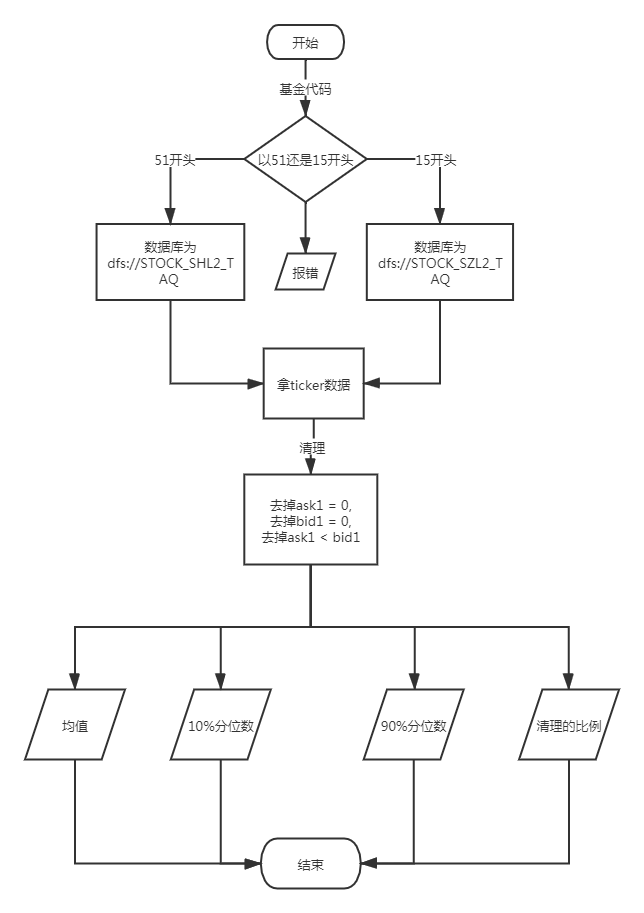 开始
基金代码
以51还是15开头
51开头
15开头
数据库为
dfs://STOCK_SHL2_T
AQ
报错
数据库为
dfs://STOCK_SZL2_T
AQ
拿ticker数据
清理
去掉ask1 = 0,
去掉bid1 = 0,
去掉ask1 < bid1
均值
10%分位数
90%分位数
清理的比例
结束